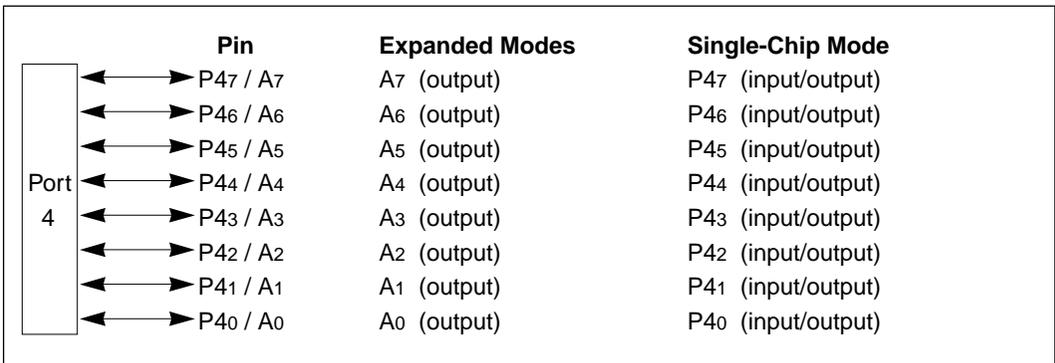 Pin Expanded Modes Single-Chip Mode
P47 / A7 A7 (output) P47 (input/output)
P46 / A6 A6 (output) P46 (input/output)
P45 / A5 A5 (output) P45 (input/output)
Port P44 / A4 A4 (output) P44 (input/output)
4 P43 / A3 A3 (output) P43 (input/output)
P42 / A2 A2 (output) P42 (input/output)
P41 / A1 A1 (output) P41 (input/output)
P40 / A0 A0 (output) P40 (input/output)